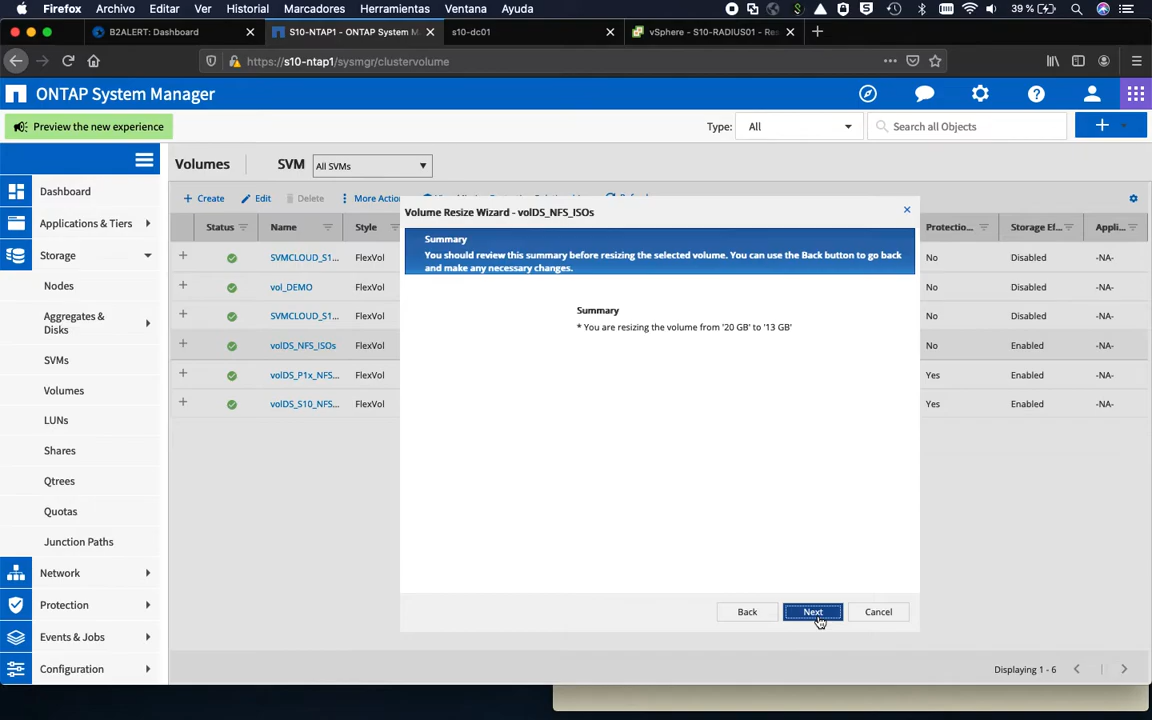 Firefox Archivo Editar Ver Historial Marcadores Herramientas Ventana Ayuda 39 %
B2ALERT: Dashboard
S10-NTAP1 - ONTAP System M
s10-dc01
vSphere - S10-RADIUS01 - Re
https://s10-ntap1/sysmgr/clustervolume
ONTAP System Manager
Preview the new experience
Type: All
Search all Objects
Volumes SVM All SVMs
Create Edit Delete More Action
Status Name Style Protectio... Storage Ef... Appli...
SVMCLOUD_S1... FlexVol No Disabled -NA-
vol_DEMO FlexVol No Disabled -NA-
SVMCLOUD_S1... FlexVol No Disabled -NA-
volDS_NFS_ISOs FlexVol No Enabled -NA-
volDS_P1x_NFS... FlexVol Yes Enabled -NA-
volDS_S10_NFS... FlexVol Yes Enabled -NA-
Dashboard
Applications & Tiers
Storage
Nodes
Aggregates &
Disks
SVMs
Volumes
LUNs
Shares
Qtrees
Quotas
Junction Paths
Network
Protection
Events & Jobs
Configuration
Volume Resize Wizard - volDS_NFS_ISOs
Summary
You should review this summary before resizing the selected volume. You can use the Back button to go back
and make any necessary changes.
Summary
* You are resizing the volume from '20 GB' to '13 GB'
Back Next Cancel
Displaying 1 - 6